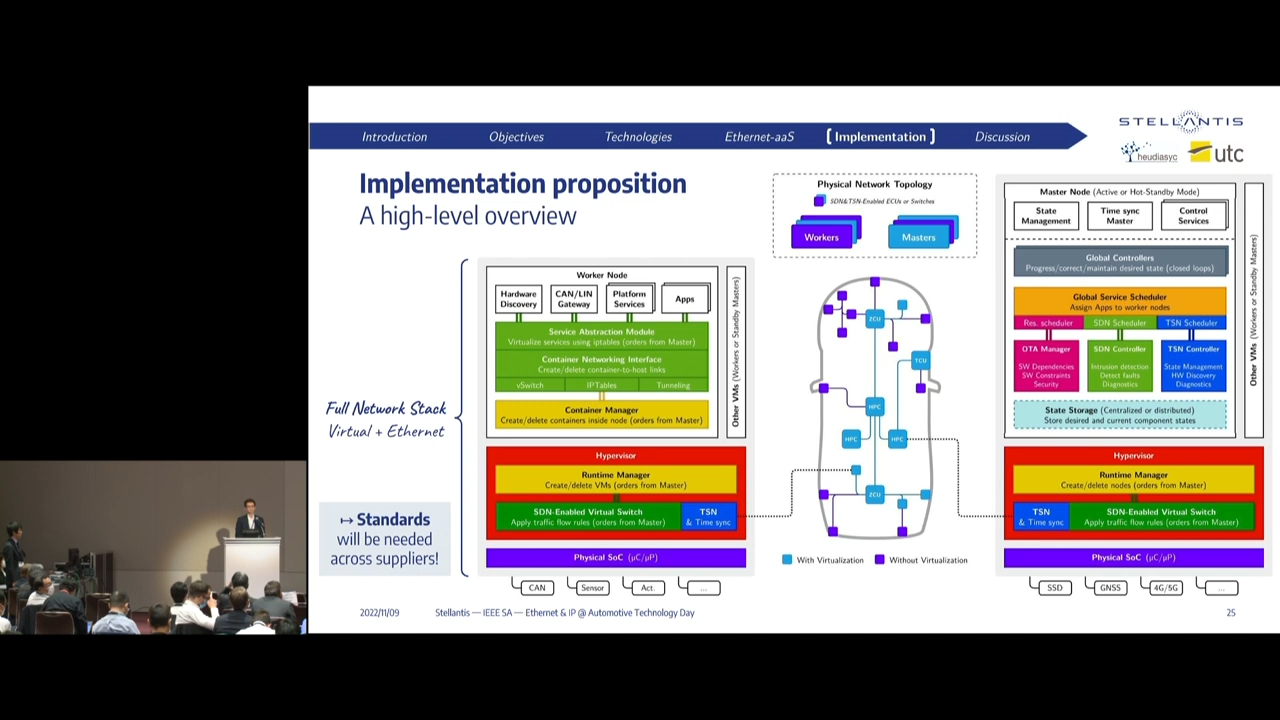 Introduction
Objectives
Technologies
Ethernet-aaS
[ Implementation ]
Discussion
STELLANTIS
heudiasyc
utc
Implementation proposition
A high-level overview
Full Network Stack
Virtual + Ethernet
↦ Standards
will be needed
across suppliers!
Worker Node
Hardware
Discovery
CAN/LIN
Gateway
Platform
Services
Apps
Service Abstraction Module
Virtualize services using iptables (orders from Master)
Container Networking Interface
Create/delete container-to-host links
vSwitch
IPTables
Tunneling
Container Manager
Create/delete containers inside node (orders from Master)
Other VMs (Workers or Standby Masters)
Hypervisor
Runtime Manager
Create/delete VMs (orders from Master)
SDN-Enabled Virtual Switch
Apply traffic flow rules (orders from Master)
TSN
& Time sync
Physical SoC (μC/μP)
CAN
Sensor
Act.
...
Physical Network Topology
SDN&TSN-Enabled ECUs or Switches
Workers
Masters
ZCU
TCU
HPC
HPC
HPC
ZCU
With Virtualization
Without Virtualization
Master Node (Active or Hot-Standby Mode)
State
Management
Time sync
Master
Control
Services
Global Controllers
Progress/correct/maintain desired state (closed loops)
Global Service Scheduler
Assign Apps to worker nodes
Res. scheduler
SDN Scheduler
TSN Scheduler
OTA Manager
SW Dependencies
SW Constraints
Security
SDN Controller
Intrusion detection
Detect faults
Diagnostics
TSN Controller
State Management
HW Discovery
Diagnostics
State Storage (Centralized or distributed)
Store desired and current component states
Other VMs (Workers or Standby Masters)
Hypervisor
Runtime Manager
Create/delete nodes (orders from Master)
TSN
& Time sync
SDN-Enabled Virtual Switch
Apply traffic flow rules (orders from Master)
Physical SoC (μC/μP)
SSD
GNSS
4G/5G
...
2022/11/09
Stellantis — IEEE SA — Ethernet & IP @ Automotive Technology Day
25